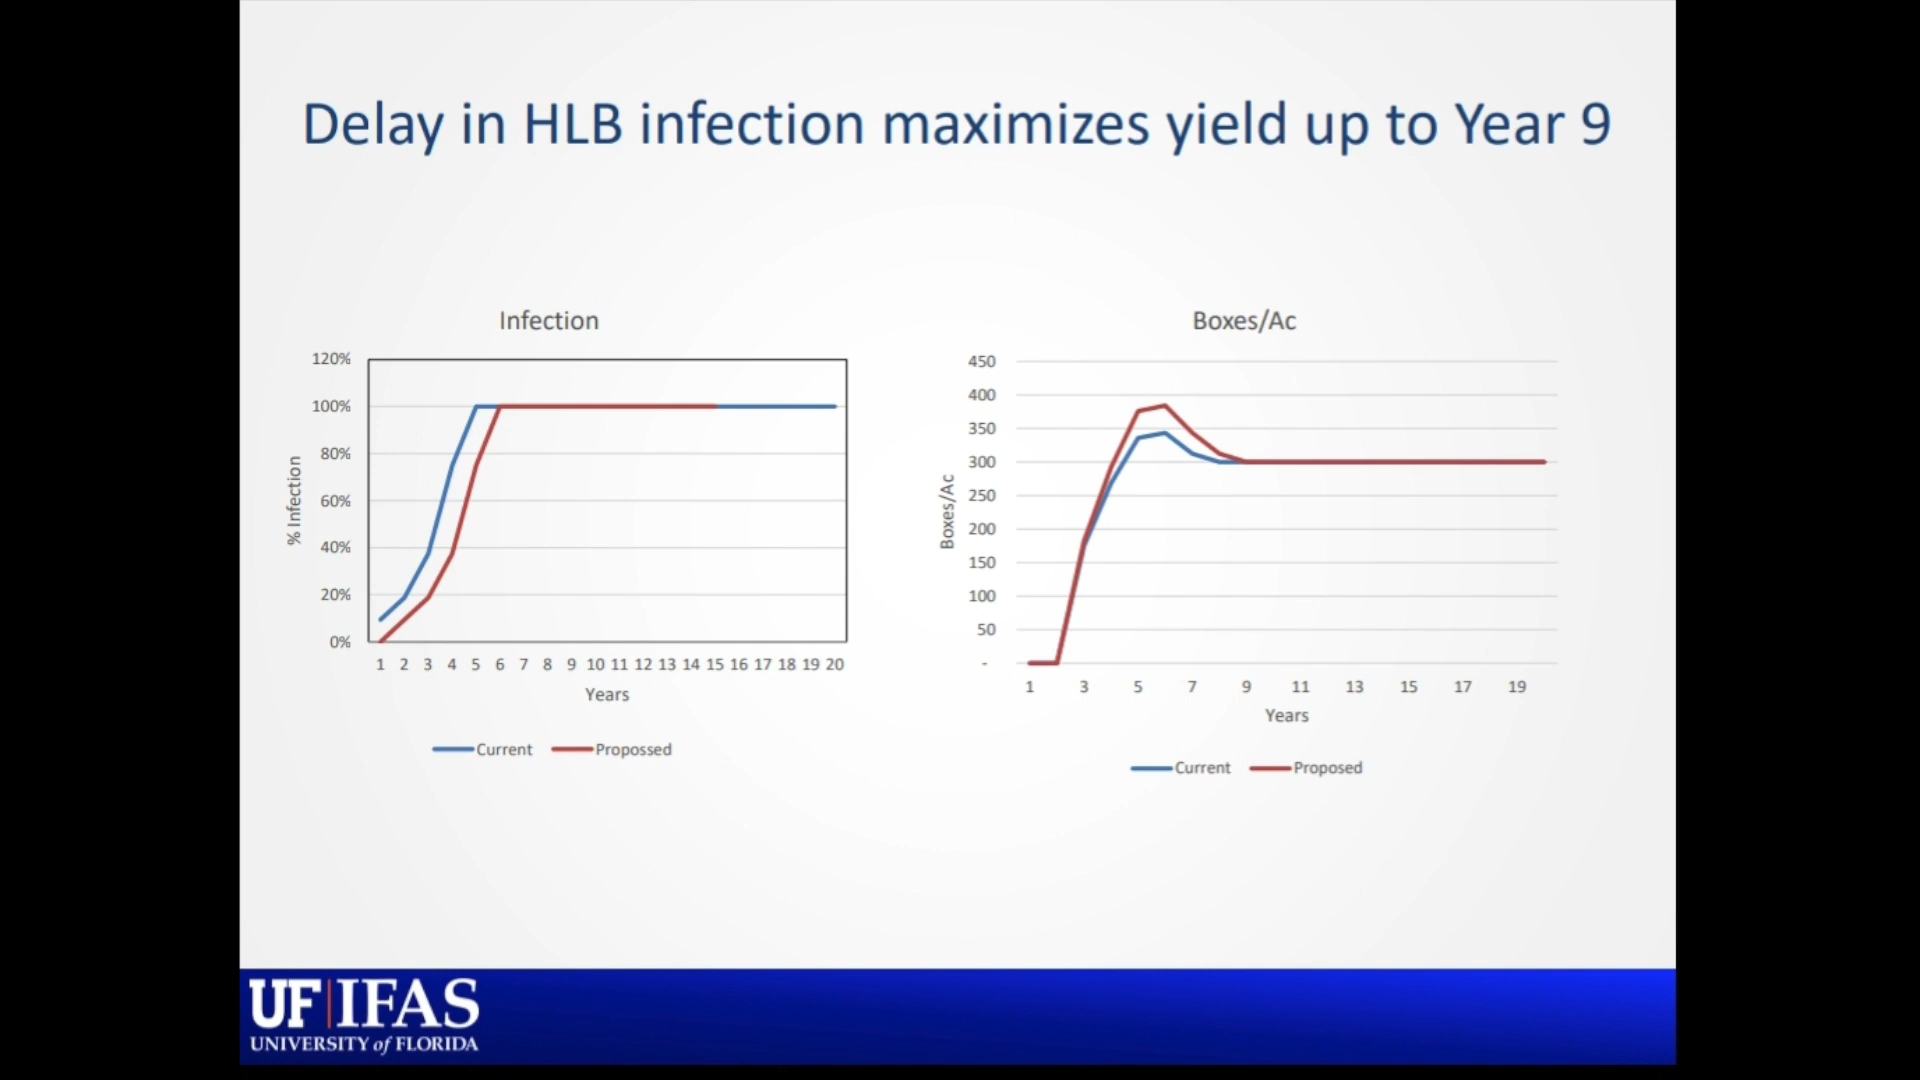 Delay in HLB infection maximizes yield up to Year 9
Infection
120%
100%
80%
60%
40%
20%
0%
% Infection
1 2 3 4 5 6 7 8 9 10 11 12 13 14 15 16 17 18 19 20
Years
Current Propossed
Boxes/Ac
450
400
350
300
250
200
150
100
50
-
Boxes/Ac
1 3 5 7 9 11 13 15 17 19
Years
Current Proposed
UF IFAS
UNIVERSITY of FLORIDA